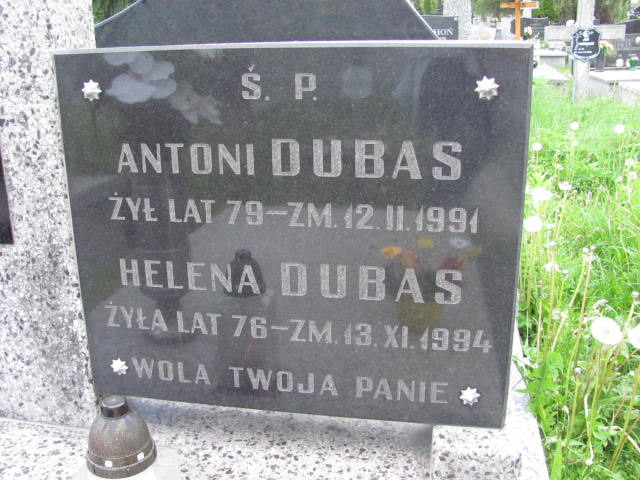 Ś. P.
ANTONI DUBAS
ŻYŁ LAT 79–ZM. 12. II. 1991
HELENA DUBAS
ŻYŁA LAT 76–ZM. 13. XI. 1994
WOLA TWOJA PANIE